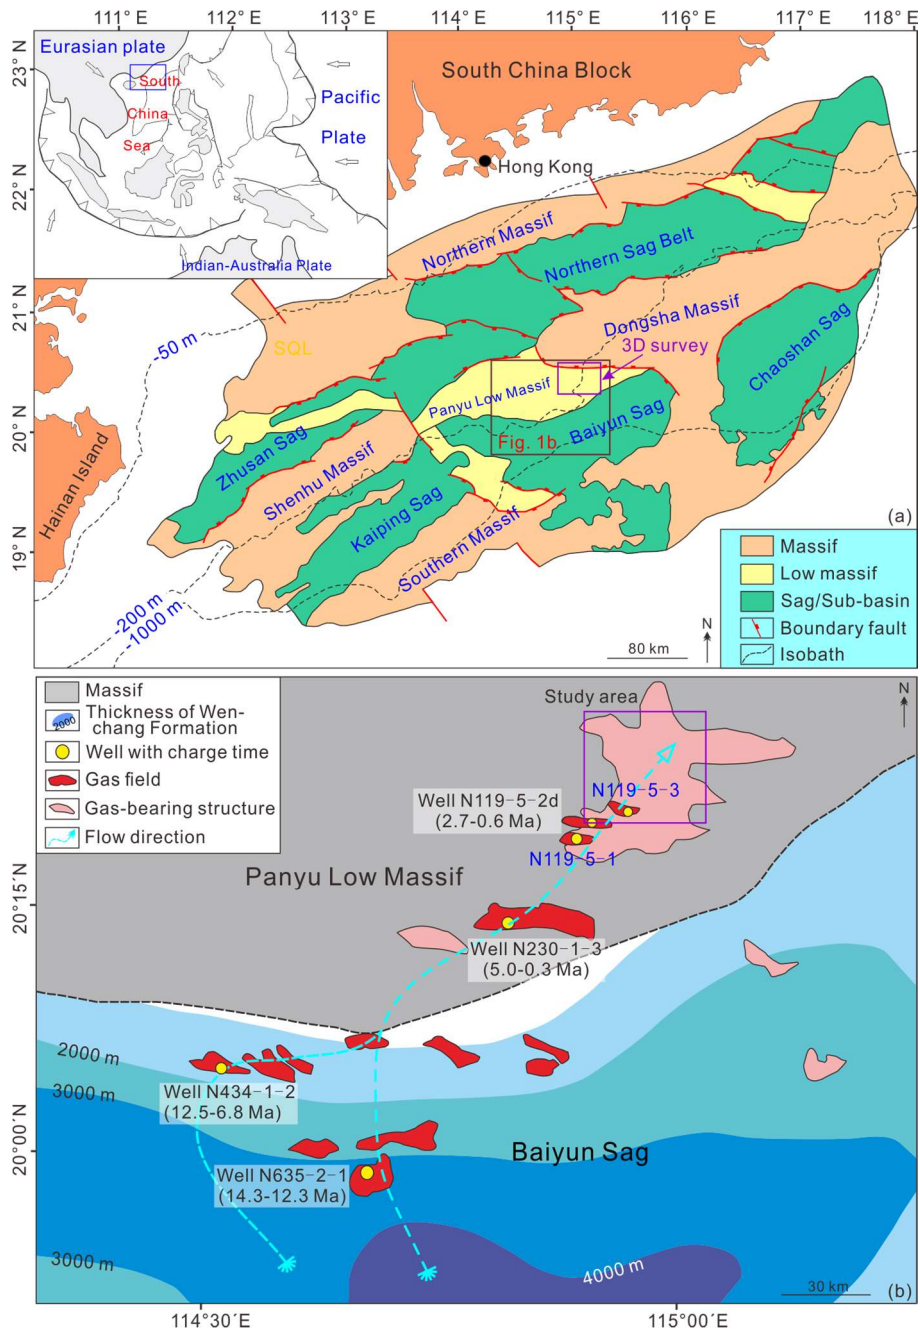 111°E
112°E
113°E
114°E
115°E
116°E
117°E
118°E
23°N
22°N
21°N
20°N
19°N
Eurasian plate
South
China
Sea
Pacific
Plate
Indian-Australia Plate
South China Block
Hong Kong
Northern Massif
Northern Sag Belt
-50 m
SQL
Dongsha Massif
3D survey
Chaoshan Sag
Panyu Low Massif
Baiyun Sag
Fig. 1b
Zhusan Sag
Shenhu Massif
Kaiping Sag
Southern Massif
Hainan Island
-200 m
-1000 m
(a)
Massif
Low massif
Sag/Sub-basin
Boundary fault
Isobath
80 km
N
Massif
2000
Thickness of Wen-
chang Formation
Well with charge time
Gas field
Gas-bearing structure
Flow direction
Study area
N
N119-5-3
Well N119-5-2d
(2.7-0.6 Ma)
N119-5-1
Panyu Low Massif
20°15′N
Well N230-1-3
(5.0-0.3 Ma)
2000 m
3000 m
Well N434-1-2
(12.5-6.8 Ma)
20°00′N
Baiyun Sag
Well N635-2-1
(14.3-12.3 Ma)
3000 m
4000 m
30 km
(b)
114°30′E
115°00′E